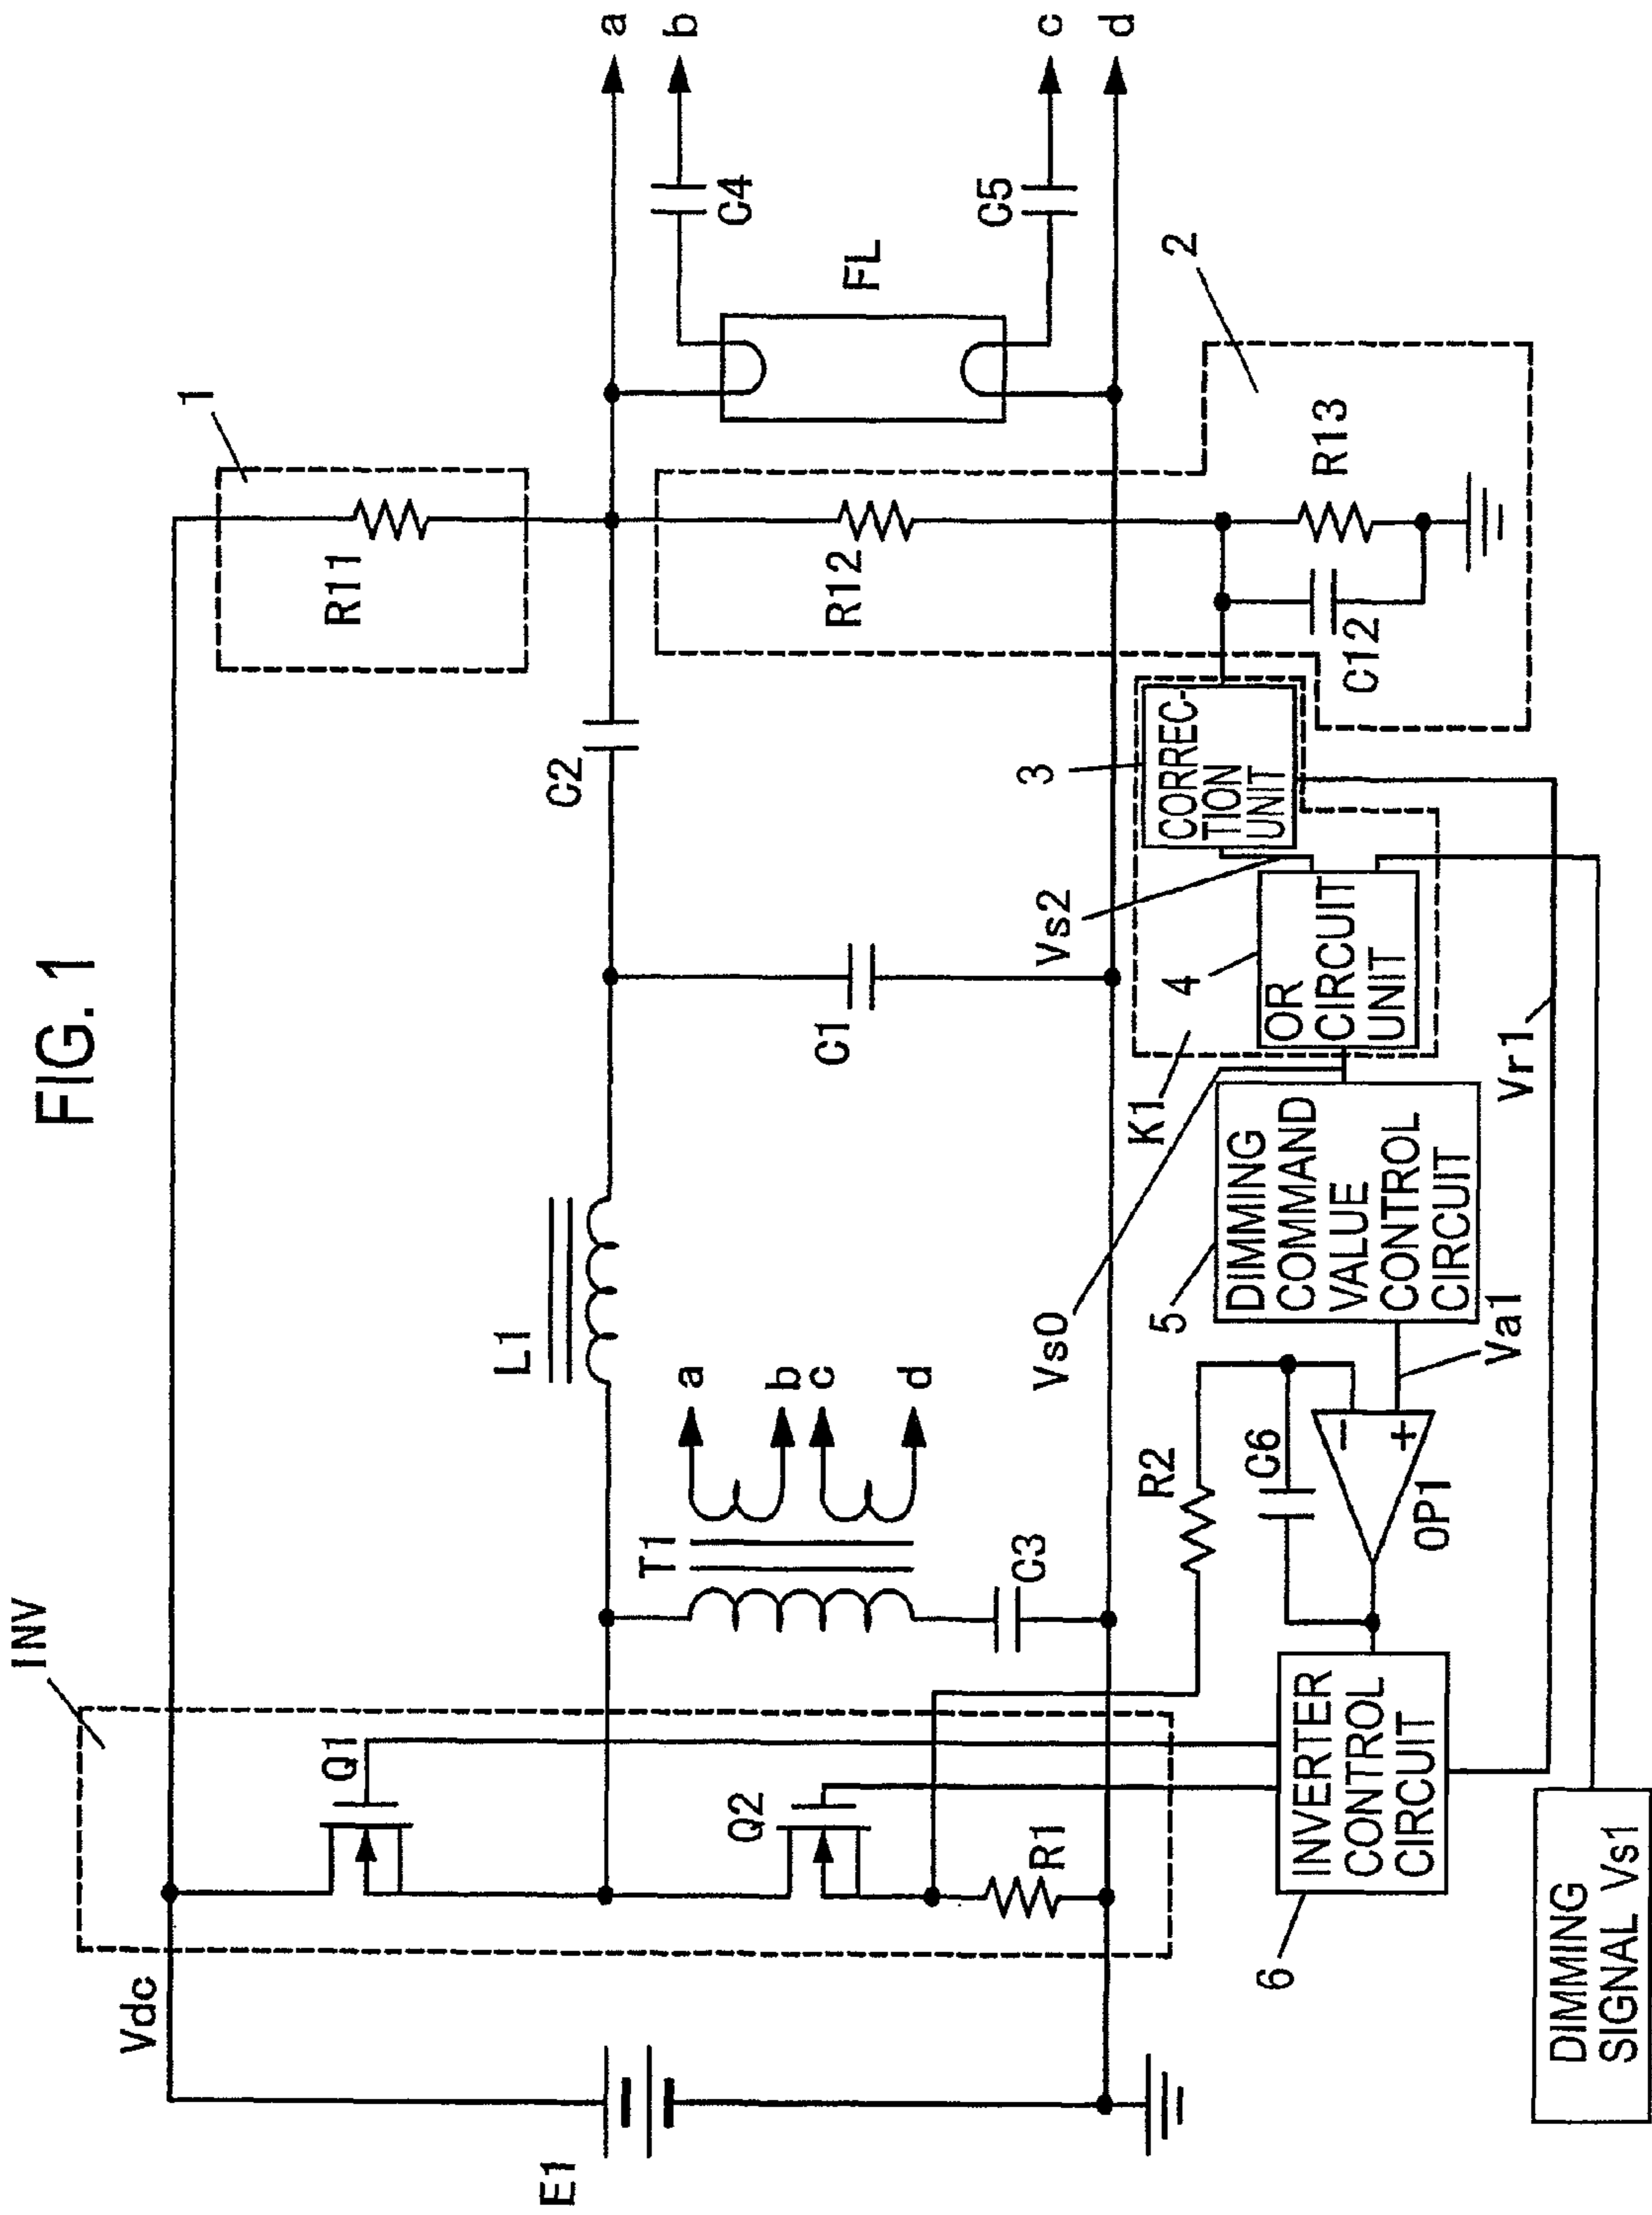 FIG. 1
INV
Vdc
E1
Q1
Q2
R1
T1
a
b
c
d
C3
L1
C1
C2
1
R11
R12
a
b
c
d
C4
C5
FL
2
R13
C12
3
CORREC-
TION
UNIT
Vs2
4
OR
CIRCUIT
UNIT
K1
Vs0
5
DIMMING
COMMAND
VALUE
CONTROL
CIRCUIT
Va1
Vr1
R2
C6
-
+
OP1
6
INVERTER
CONTROL
CIRCUIT
DIMMING
SIGNAL Vs1